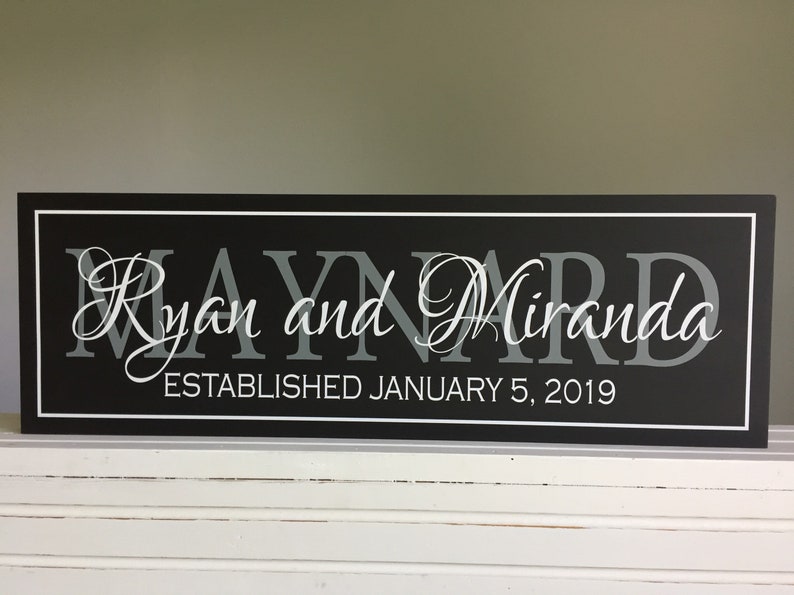 MAYNARD
Ryan and Miranda
ESTABLISHED JANUARY 5, 2019